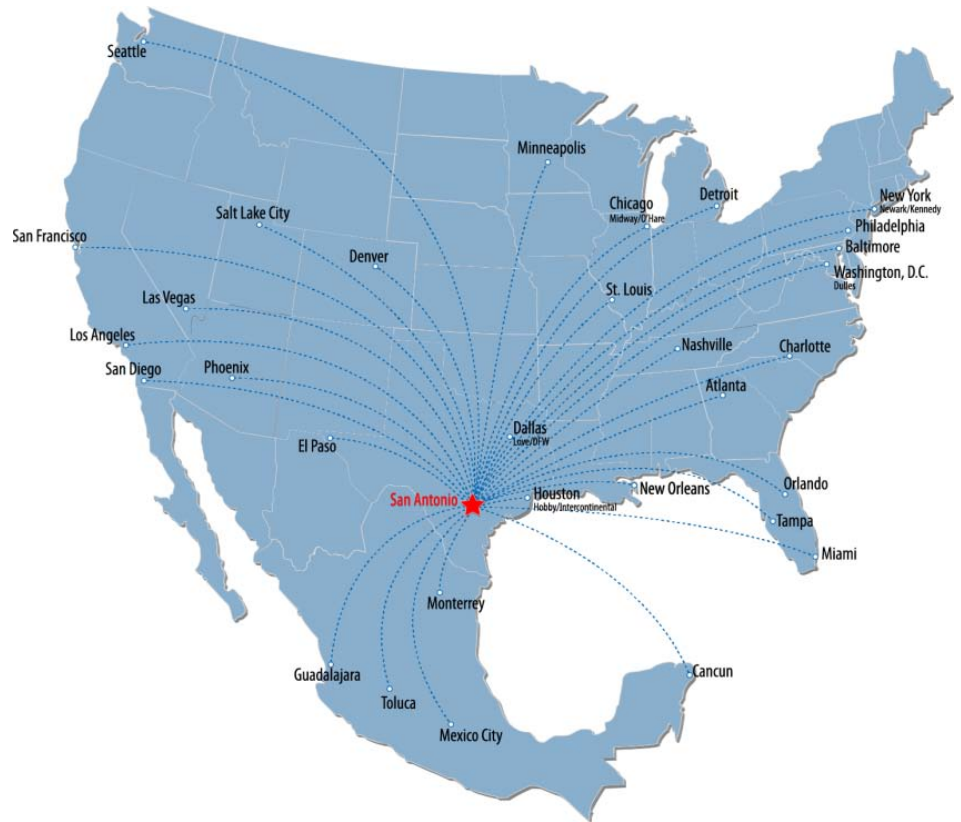 Seattle
Minneapolis
Chicago
Midway/O'Hare
Detroit
New York
Newark/Kennedy
Salt Lake City
Philadelphia
San Francisco
Baltimore
Denver
Washington, D.C.
Dulles
St. Louis
Las Vegas
Los Angeles
Nashville
Charlotte
San Diego
Phoenix
Atlanta
Dallas
Love/DFW
El Paso
San Antonio
Houston
Hobby/Intercontinental
New Orleans
Orlando
Tampa
Miami
Monterrey
Guadalajara
Cancun
Toluca
Mexico City